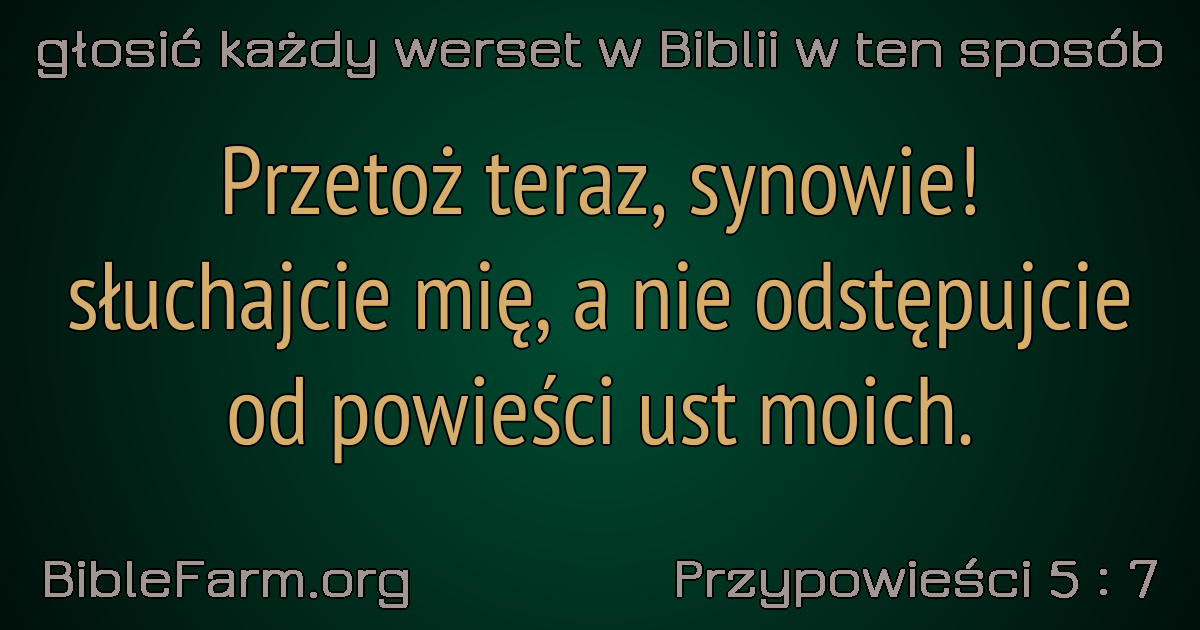 głosić każdy werset w Biblii w ten sposób
Przetoż teraz, synowie!
słuchajcie mię, a nie odstępujcie
od powieści ust moich.
BibleFarm.org
Przypowieści 5 : 7